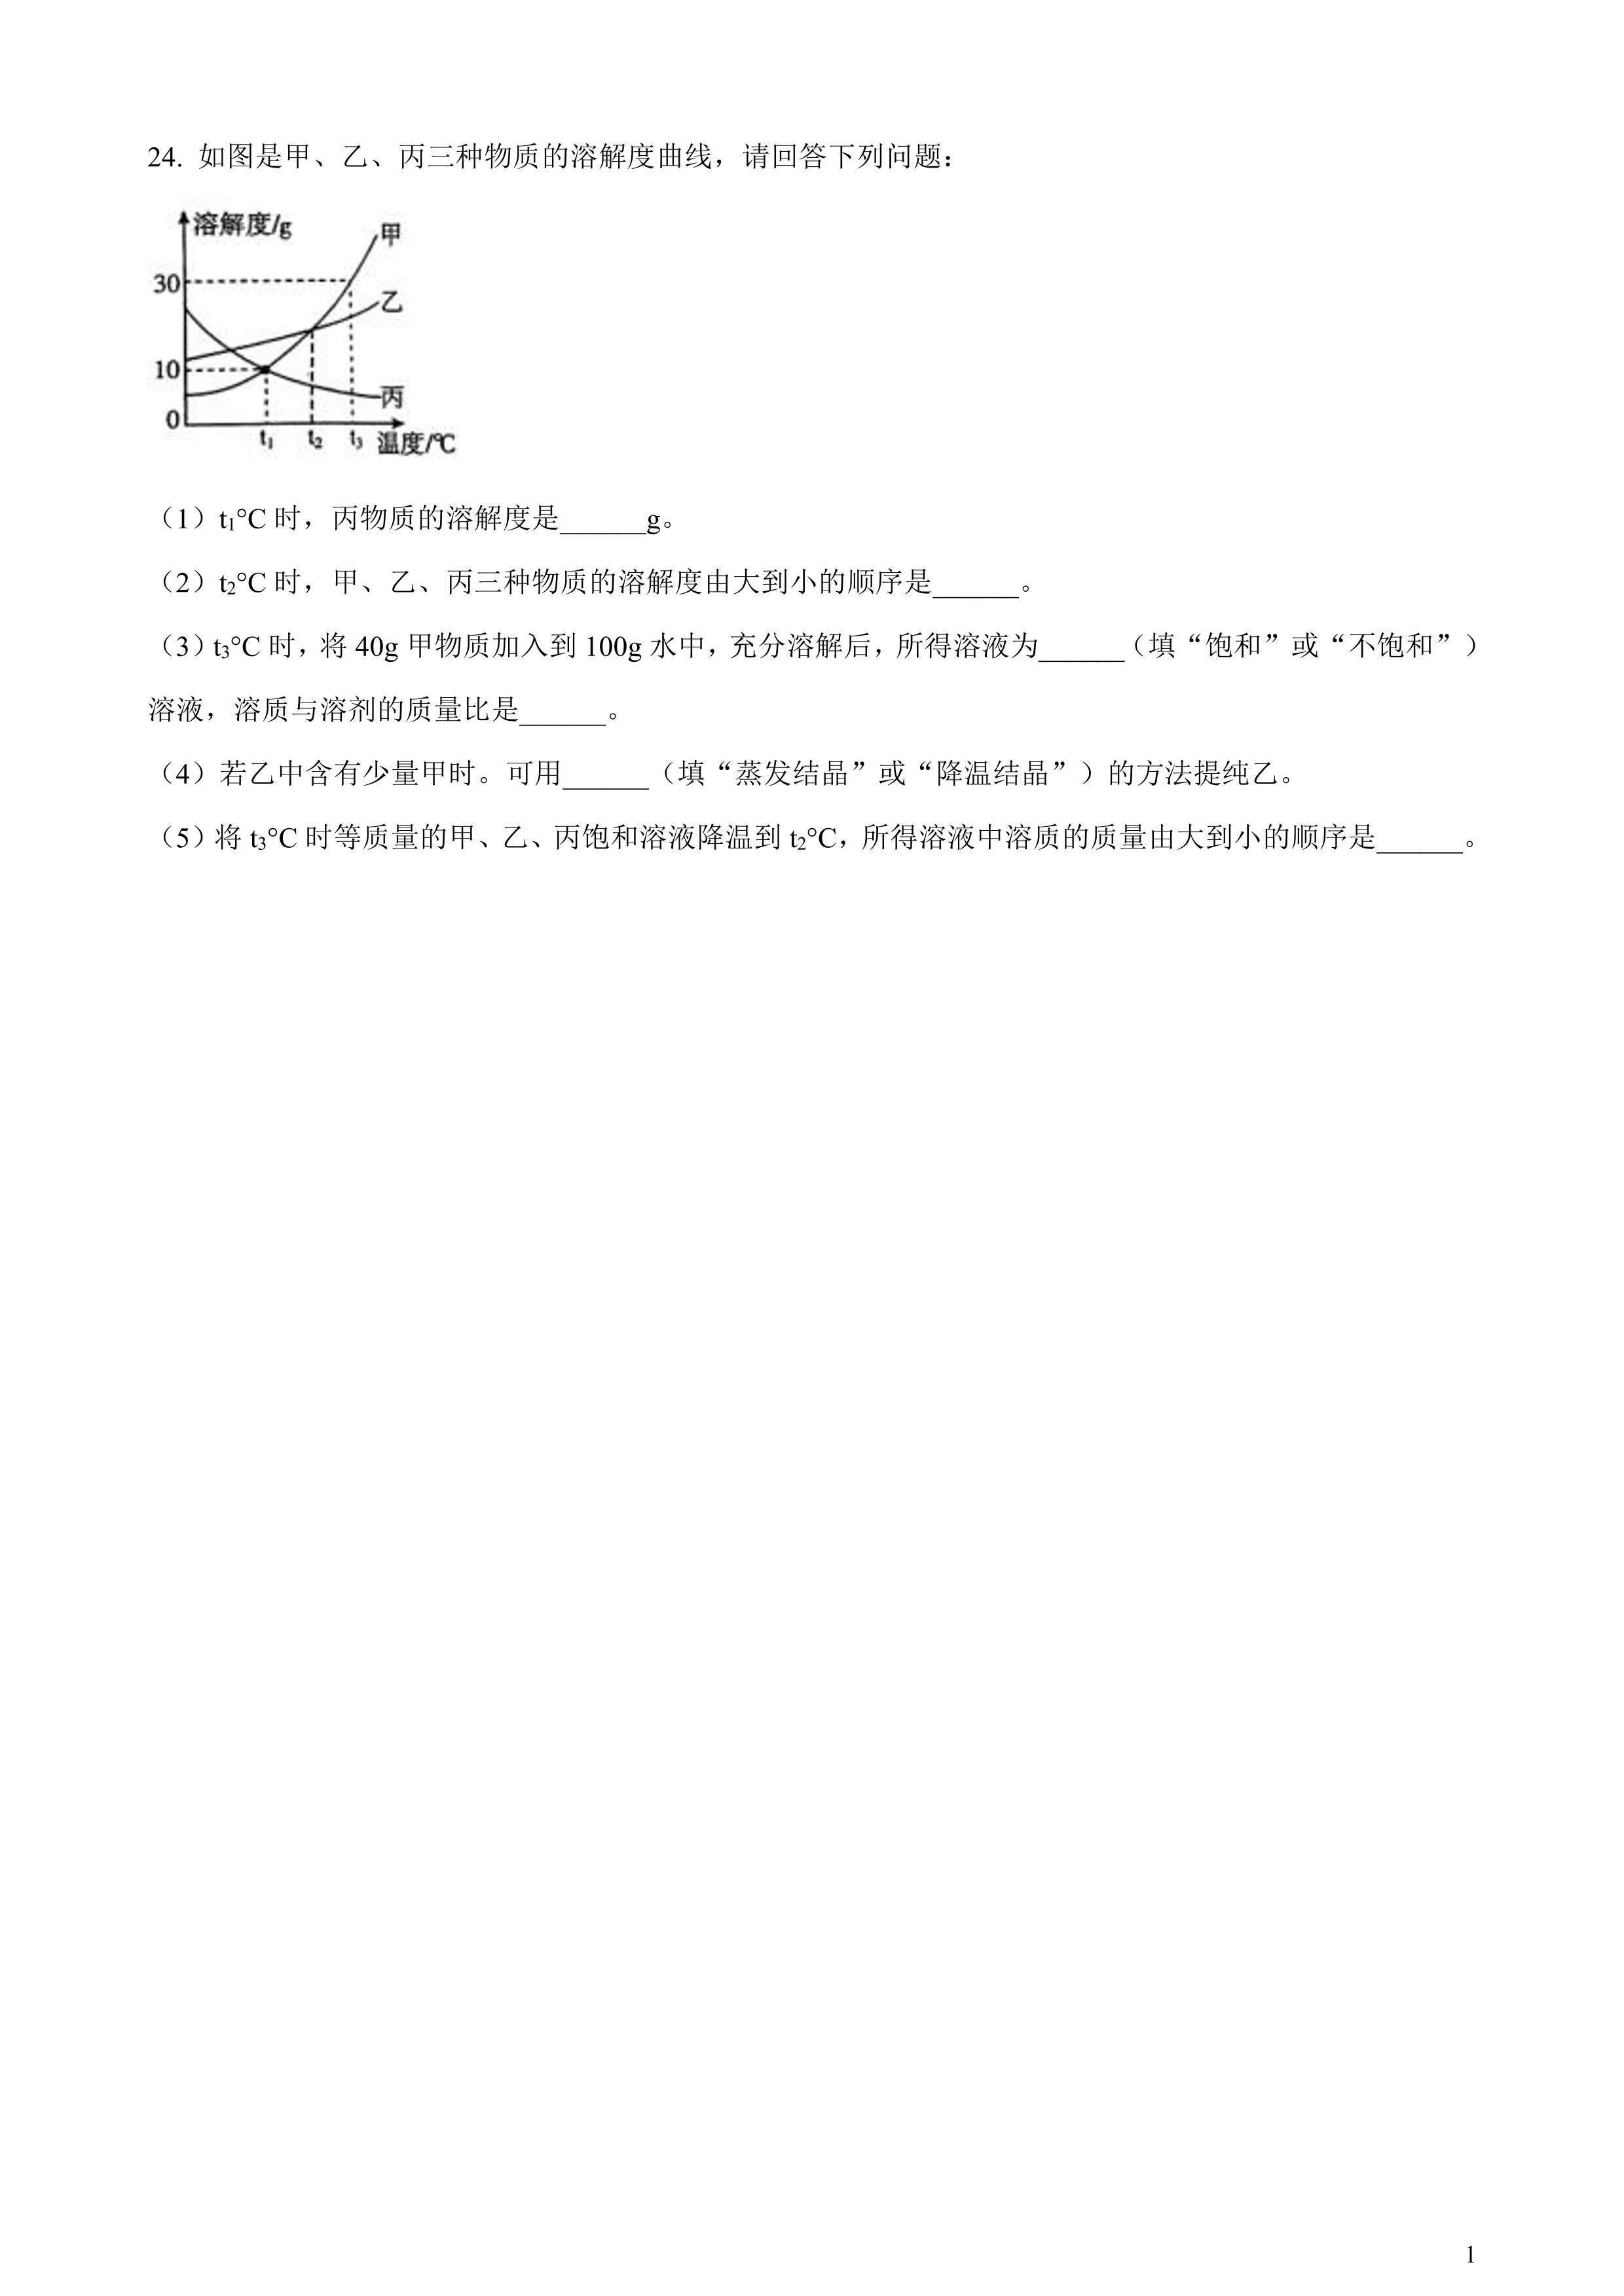 24. 如图是甲、乙、丙三种物质的溶解度曲线，请回答下列问题：
溶解度/g
甲
30
乙
10
丙
0
t₁ t₂ t₃ 温度/℃
（1）t₁°C 时，丙物质的溶解度是______g。
（2）t₂°C 时，甲、乙、丙三种物质的溶解度由大到小的顺序是______。
（3）t₃°C 时，将 40g 甲物质加入到 100g 水中，充分溶解后，所得溶液为______（填“饱和”或“不饱和”）
溶液，溶质与溶剂的质量比是______。
（4）若乙中含有少量甲时。可用______（填“蒸发结晶”或“降温结晶”）的方法提纯乙。
（5）将 t₃°C 时等质量的甲、乙、丙饱和溶液降温到 t₂°C，所得溶液中溶质的质量由大到小的顺序是______。
1